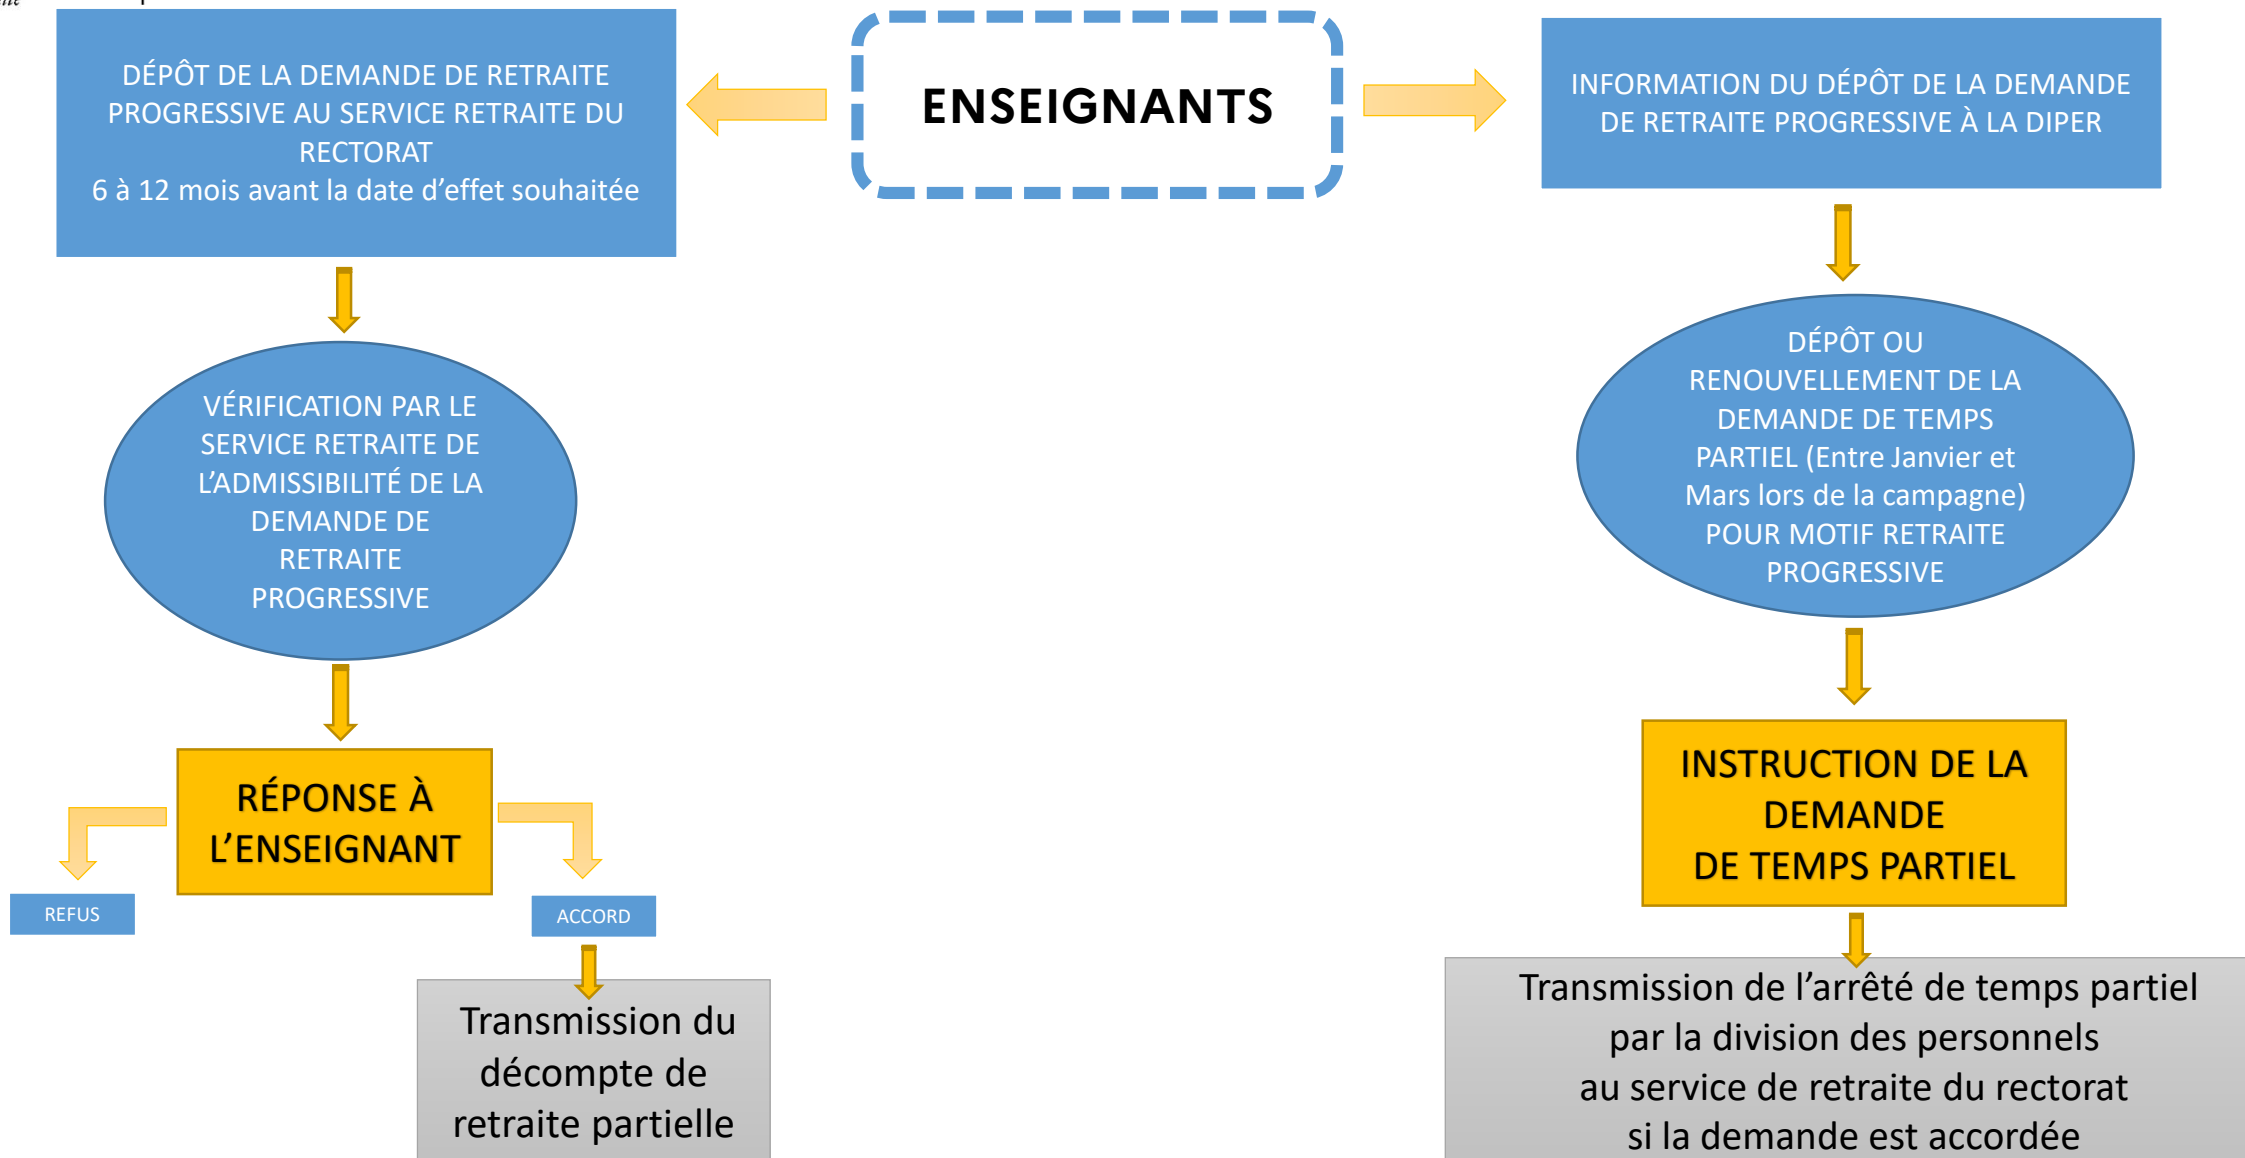 DÉPÔT DE LA DEMANDE DE RETRAITE
PROGRESSIVE AU SERVICE RETRAITE DU
RECTORAT
6 à 12 mois avant la date d’effet souhaitée
ENSEIGNANTS
INFORMATION DU DÉPÔT DE LA DEMANDE
DE RETRAITE PROGRESSIVE À LA DIPER
VÉRIFICATION PAR LE
SERVICE RETRAITE DE
L’ADMISSIBILITÉ DE LA
DEMANDE DE
RETRAITE
PROGRESSIVE
DÉPÔT OU
RENOUVELLEMENT DE LA
DEMANDE DE TEMPS
PARTIEL (Entre Janvier et
Mars lors de la campagne)
POUR MOTIF RETRAITE
PROGRESSIVE
RÉPONSE À
L’ENSEIGNANT
REFUS
ACCORD
Transmission du
décompte de
retraite partielle
INSTRUCTION DE LA
DEMANDE
DE TEMPS PARTIEL
Transmission de l’arrêté de temps partiel
par la division des personnels
au service de retraite du rectorat
si la demande est accordée